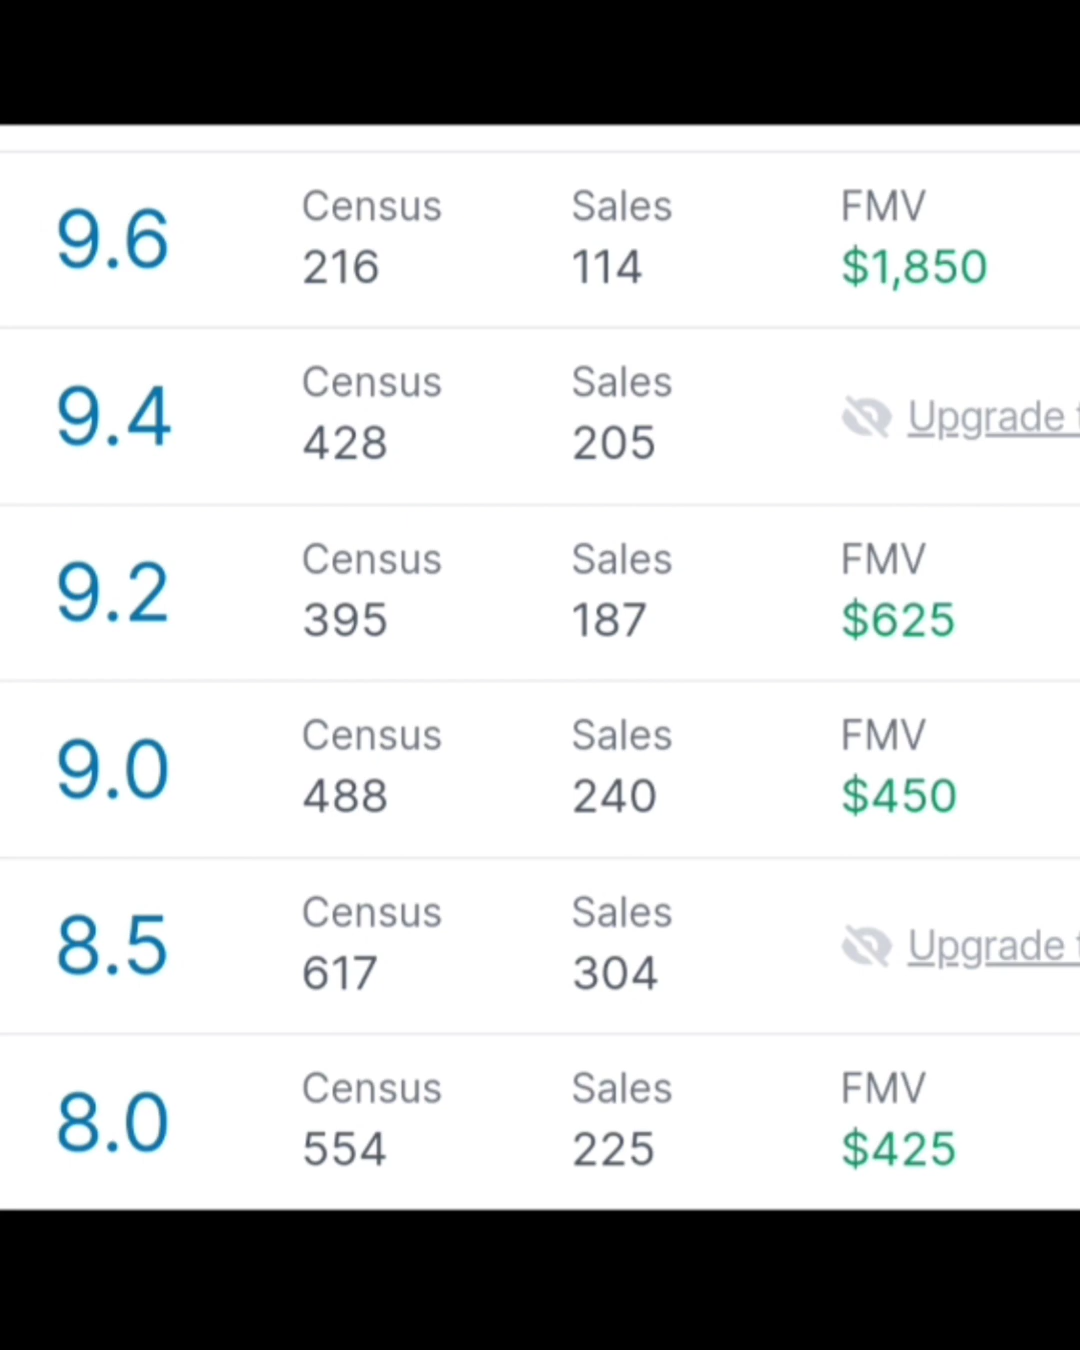 9.6 Census Sales FMV
216 114 $1,850
9.4 Census Sales
428 205 Upgrade
9.2 Census Sales FMV
395 187 $625
9.0 Census Sales FMV
488 240 $450
8.5 Census Sales
617 304 Upgrade
8.0 Census Sales FMV
554 225 $425